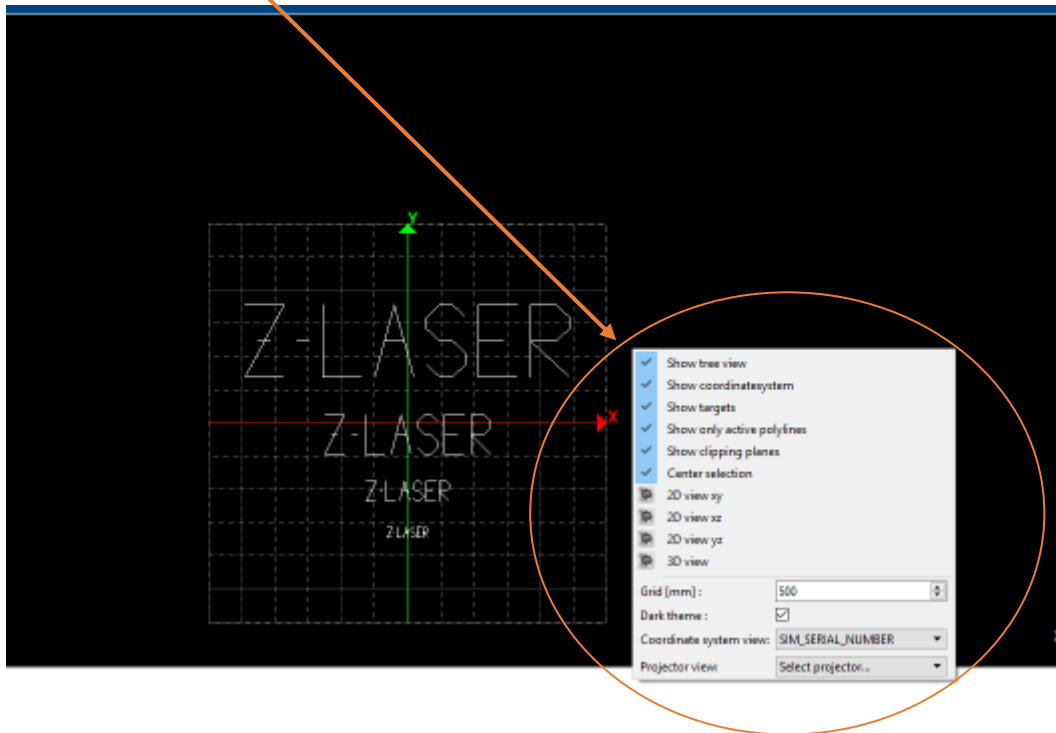 Y
Z-LASER
X
Z-LASER
Z-LASER
Z-LASER
Show tree view
Show coordinatesystem
Show targets
Show only active polylines
Show clipping planes
Center selection
2D view xy
2D view xz
2D view yz
3D view
Grid [mm] : 500
Dark theme :
Coordinate system view: SIM_SERIAL_NUMBER
Projector view: Select projector...